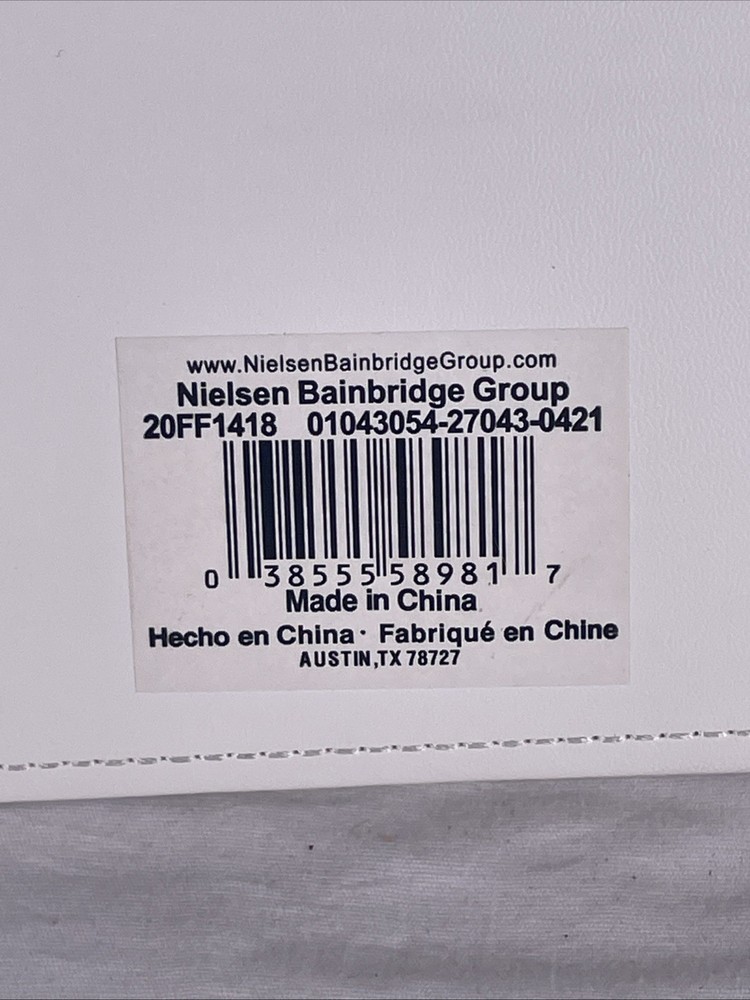 www.NielsenBainbridgeGroup.com
Nielsen Bainbridge Group
20FF1418 01043054-27043-0421
0 38555 58981 7
Made in China
Hecho en China · Fabriqué en Chine
AUSTIN,TX 78727